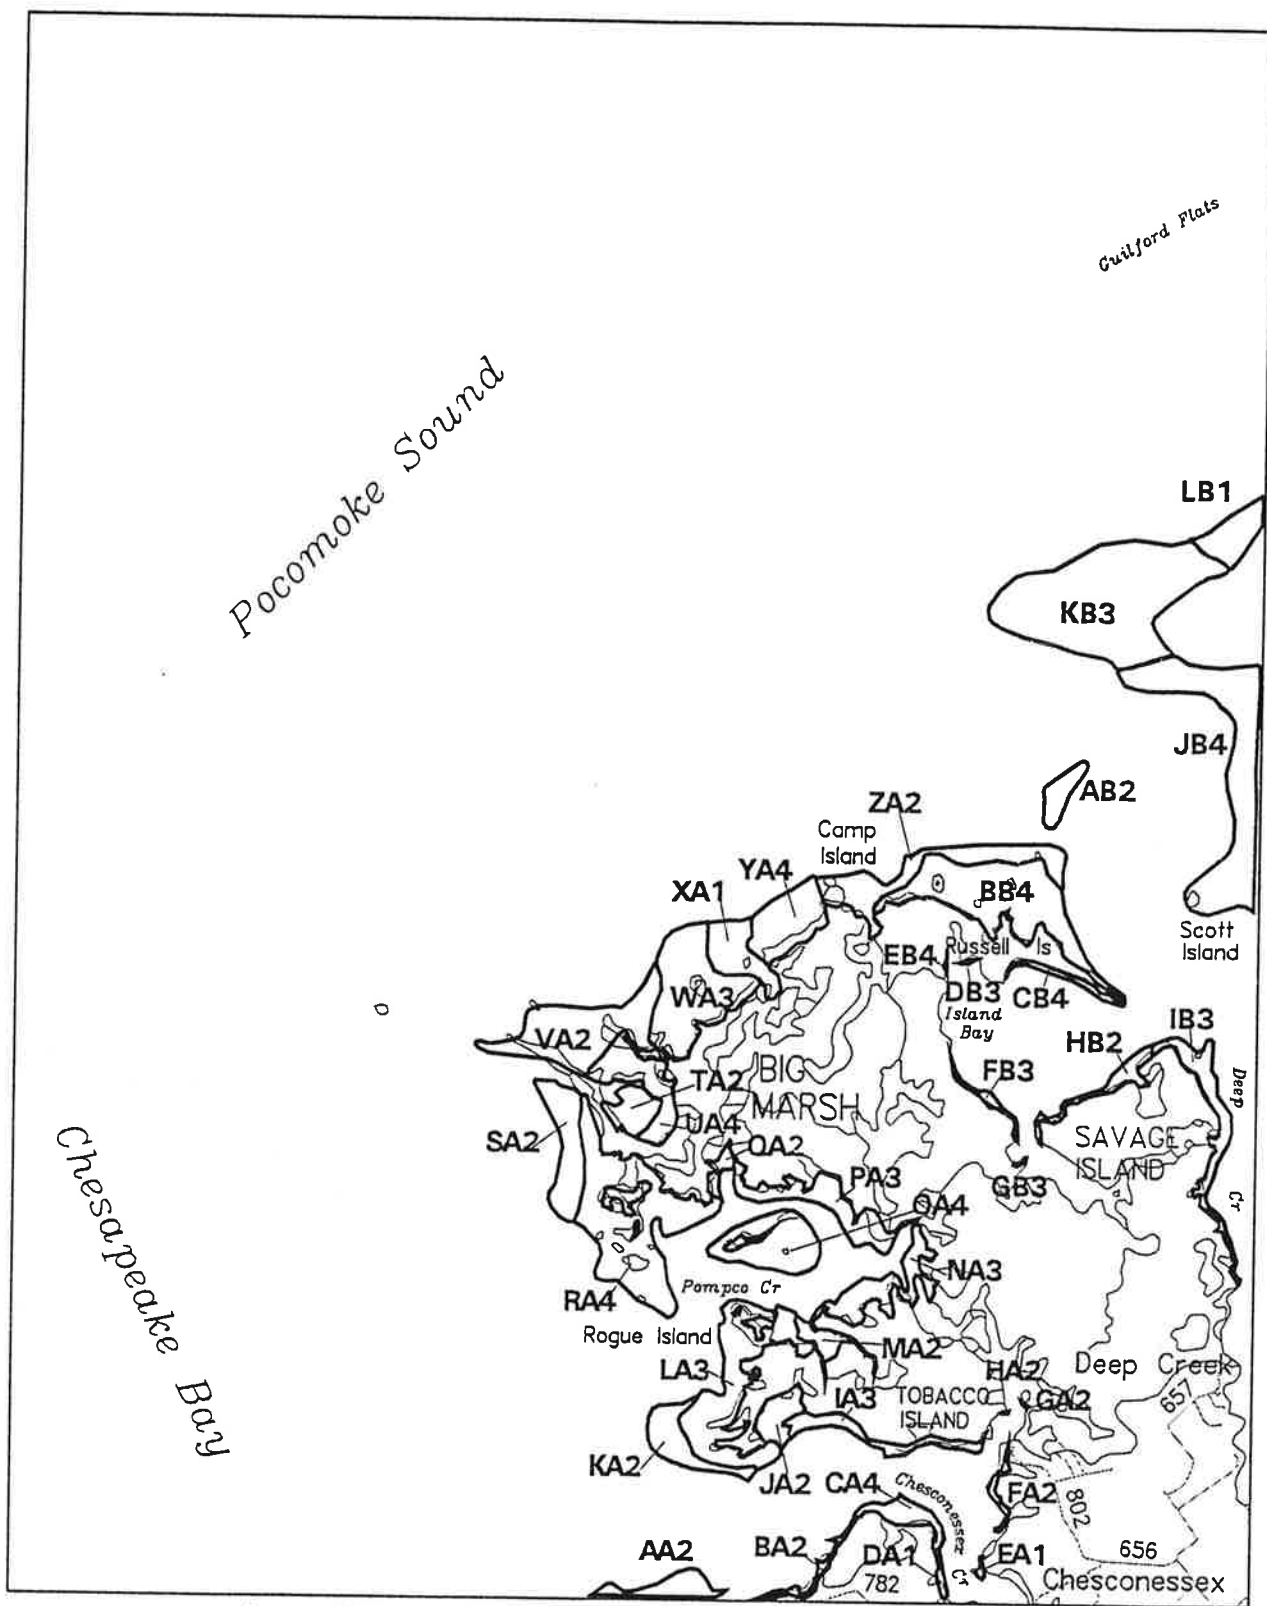 Guilford Flats
Pocomoke Sound
LB1
KB3
JB4
AB2
ZA2
Camp
Island
YA4
XA1
BB4
Scott
Island
EB4
Russell Is
WA3
DB3
CB4
Island
Bay
IB3
VA2
HB2
Deep Cr
TA2
BIG
MARSH
FB3
UA4
SA2
SAVAGE
ISLAND
QA2
PA3
GB3
OA4
Chesapeake Bay
NA3
Pompco Cr
RA4
Rogue Island
MA2
LA3
HA2
Deep Creek
IA3
TOBACCO
ISLAND
GA2
657
KA2
JA2
CA4
Chesconessex Cr
FA2
802
AA2
BA2
DA1
EA1
656
782
Chesconessex